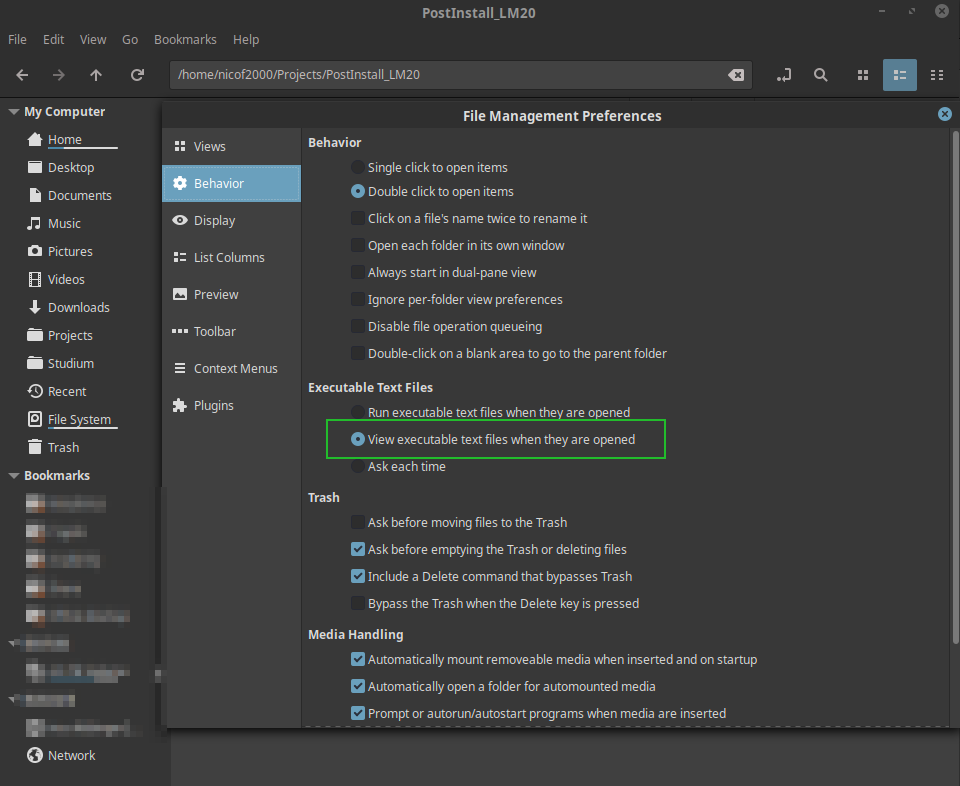 PostInstall_LM20
File Edit View Go Bookmarks Help
/home/nicof2000/Projects/PostInstall_LM20
My Computer
Home
Desktop
Documents
Music
Pictures
Videos
Downloads
Projects
Studium
Recent
File System
Trash
Bookmarks
Network
File Management Preferences
Views
Behavior
Display
List Columns
Preview
Toolbar
Context Menus
Plugins
Behavior
Single click to open items
Double click to open items
Click on a file's name twice to rename it
Open each folder in its own window
Always start in dual-pane view
Ignore per-folder view preferences
Disable file operation queueing
Double-click on a blank area to go to the parent folder
Executable Text Files
Run executable text files when they are opened
View executable text files when they are opened
Ask each time
Trash
Ask before moving files to the Trash
Ask before emptying the Trash or deleting files
Include a Delete command that bypasses Trash
Bypass the Trash when the Delete key is pressed
Media Handling
Automatically mount removeable media when inserted and on startup
Automatically open a folder for automounted media
Prompt or autorun/autostart programs when media are inserted